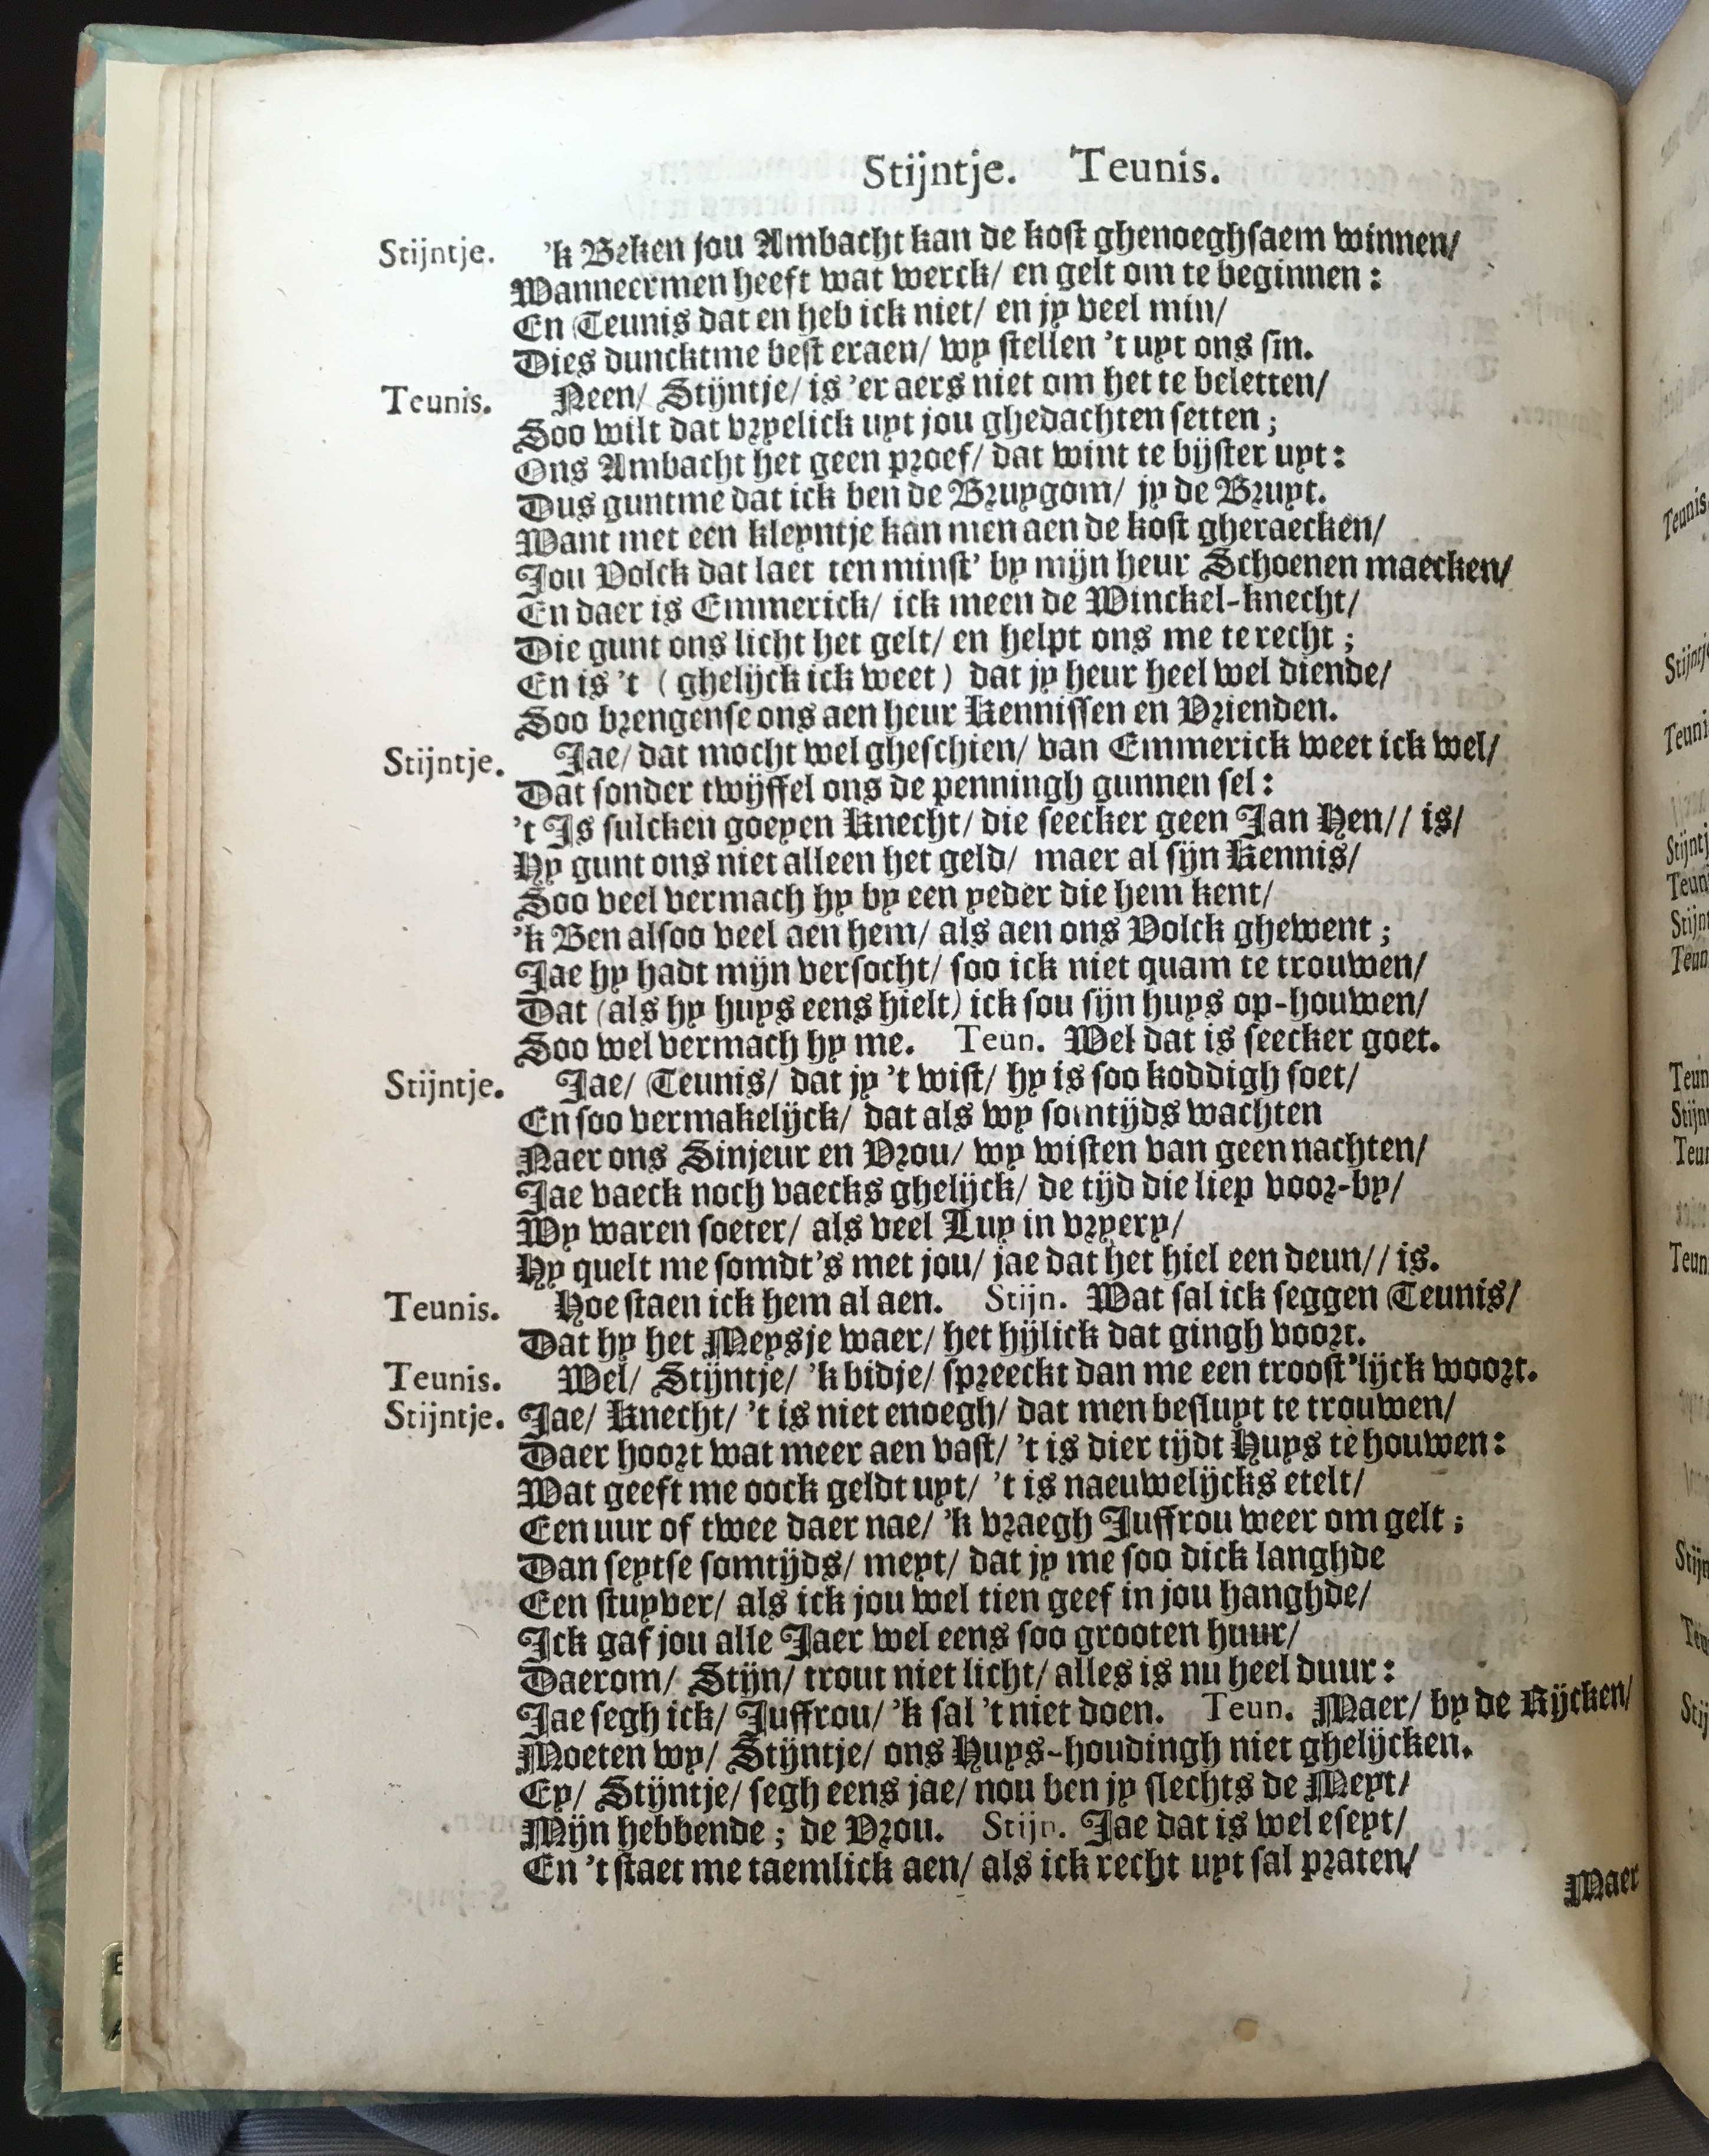 Stijntje. Teunis.
Stijntje. 'k Beken jou Ambacht kan de kost ghenoeghsaem winnen/
Wanneermen heeft wat werck/ en gelt om te beginnen:
En Teunis dat en heb ick niet/ en jy veel min/
Dies duncktme best eraen/ wy stellen 't uyt ons sin.
Teunis. Neen/ Stijntje/ is 'er aers niet om het te beletten/
Soo wilt dat vryelick uyt jou ghedachten setten;
Ons Ambacht het geen proef/ dat wint te bijster uyt:
Dus guntme dat ick ben de Bruygom/ jy de Bruyt.
Want met een kleyntje kan men aen de kost gheraecken/
Jou Volck dat laet ten minst' by mijn heur Schoenen maecken/
En daer is Emmerick/ ick meen de Winckel-knecht/
Die gunt ons licht het gelt/ en helpt ons me te recht;
En is 't (ghelijck ick weet) dat jy heur heel wel diende/
Soo brengense ons aen heur Kennissen en Vrienden.
Stijntje. Jae/ dat mocht wel gheschien/ van Emmerick weet ick wel/
Dat sonder twijffel ons de penningh gunnen sel:
't Is sulcken goeyen Knecht/ die seecker geen Jan Hen// is/
Hy gunt ons niet alleen het geld/ maer al sijn Kennis/
Soo veel vermach hy by een yeder die hem kent/
'k Ben alsoo veel aen hem/ als aen ons Volck ghewent;
Jae hy hadt mijn versocht/ soo ick niet quam te trouwen/
Dat (als hy huys eens hielt) ick sou sijn huys op-houwen/
Soo wel vermach hy me. Teun. Wel dat is seecker goet.
Stijntje. Jae/ Teunis/ dat jy 't wist/ hy is soo koddigh soet/
En soo vermakelijck/ dat als wy somtijds wachten
Naer ons Sinjeur en Vrou/ wy wisten van geen nachten/
Jae vaeck noch vaecks ghelijck/ de tijd die liep voor-by/
Wy waren soeter/ als veel Luy in vryery/
Hy quelt me somdt's met jou/ jae dat het hiel een deun// is.
Teunis. Hoe staen ick hem al aen. Stijn. Wat sal ick seggen Teunis/
Dat hy het Meysje waer/ het hijlick dat gingh voort.
Teunis. Wel/ Stijntje/ 'k bidje/ spreeckt dan me een troost'lijck woort.
Stijntje. Jae/ Knecht/ 't is niet enoegh/ dat men besluyt te trouwen/
Daer hoort wat meer aen vast/ 't is dier tijdt Huys te houwen:
Wat geeft me oock geldt uyt/ 't is naeuwelijcks etelt/
Een uur of twee daer nae/ 'k vraegh Juffrou weer om gelt;
Dan seytse somtijds/ meyt/ dat jy me soo dick langhde
Een stuyver/ als ick jou wel tien geef in jou hanghde/
Ick gaf jou alle Jaer wel eens soo grooten huur/
Daerom/ Stijn/ trout niet licht/ alles is nu heel duur:
Jae segh ick/ Juffrou/ 'k sal 't niet doen. Teun. Maer/ by de Rijcken/
Moeten wy/ Stijntje/ ons Huys-houdingh niet ghelijcken.
Ey/ Stijntje/ segh eens jae/ nou ben jy slechts de Meyt/
Mijn hebbende; de Vrou. Stijn. Jae dat is wel eseyt/
En 't staet me taemlick aen/ als ick recht uyt sal praten/
Maer